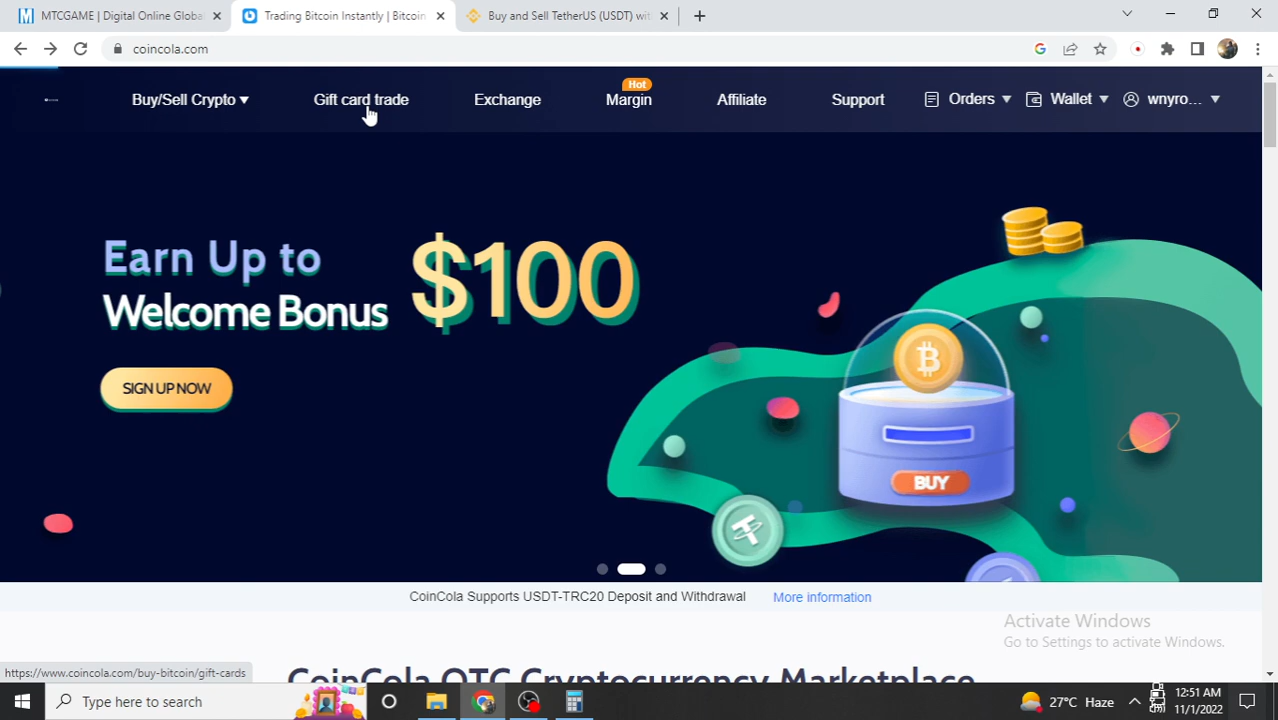 MTCGAME | Digital Online Globa
Trading Bitcoin Instantly | Bitcoin
Buy and Sell TetherUS (USDT) wit
coincola.com
Buy/Sell Crypto
Gift card trade
Exchange
Hot
Margin
Affiliate
Support
Orders
Wallet
wnyro...
Earn Up to
Welcome Bonus
$100
SIGN UP NOW
BUY
CoinCola Supports USDT-TRC20 Deposit and Withdrawal More information
Activate Windows
Go to Settings to activate Windows.
https://www.coincola.com/buy-bitcoin/gift-cards
CoinCola OTC Cryptocurrency Marketplace
Type here to search
27°C Haze
12:51 AM
11/1/2022